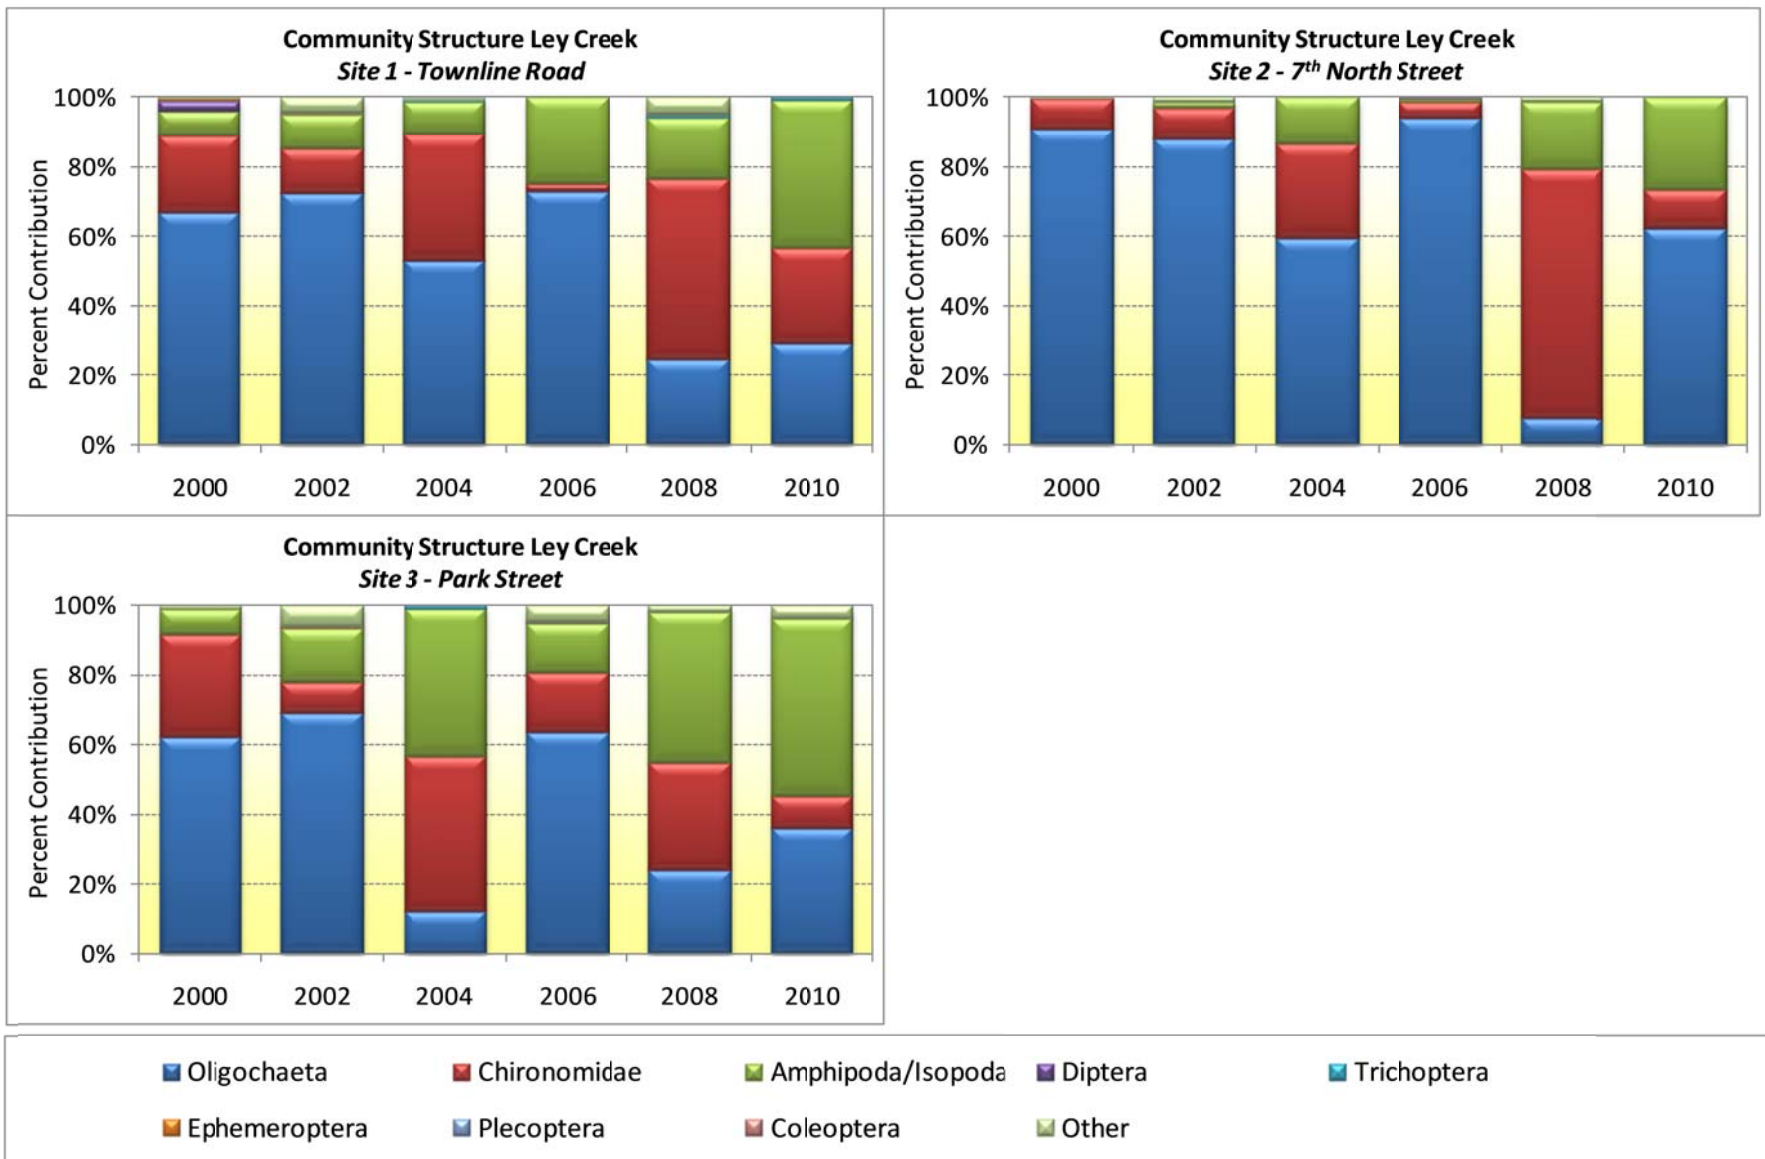 Community Structure Ley Creek
Site 1 - Townline Road
Percent Contribution
100%
80%
60%
40%
20%
0%
2000 2002 2004 2006 2008 2010
Community Structure Ley Creek
Site 2 - 7th North Street
Percent Contribution
100%
80%
60%
40%
20%
0%
2000 2002 2004 2006 2008 2010
Community Structure Ley Creek
Site 3 - Park Street
Percent Contribution
100%
80%
60%
40%
20%
0%
2000 2002 2004 2006 2008 2010
Oligochaeta Chironomidae Amphipoda/Isopoda Diptera Trichoptera
Ephemeroptera Plecoptera Coleoptera Other